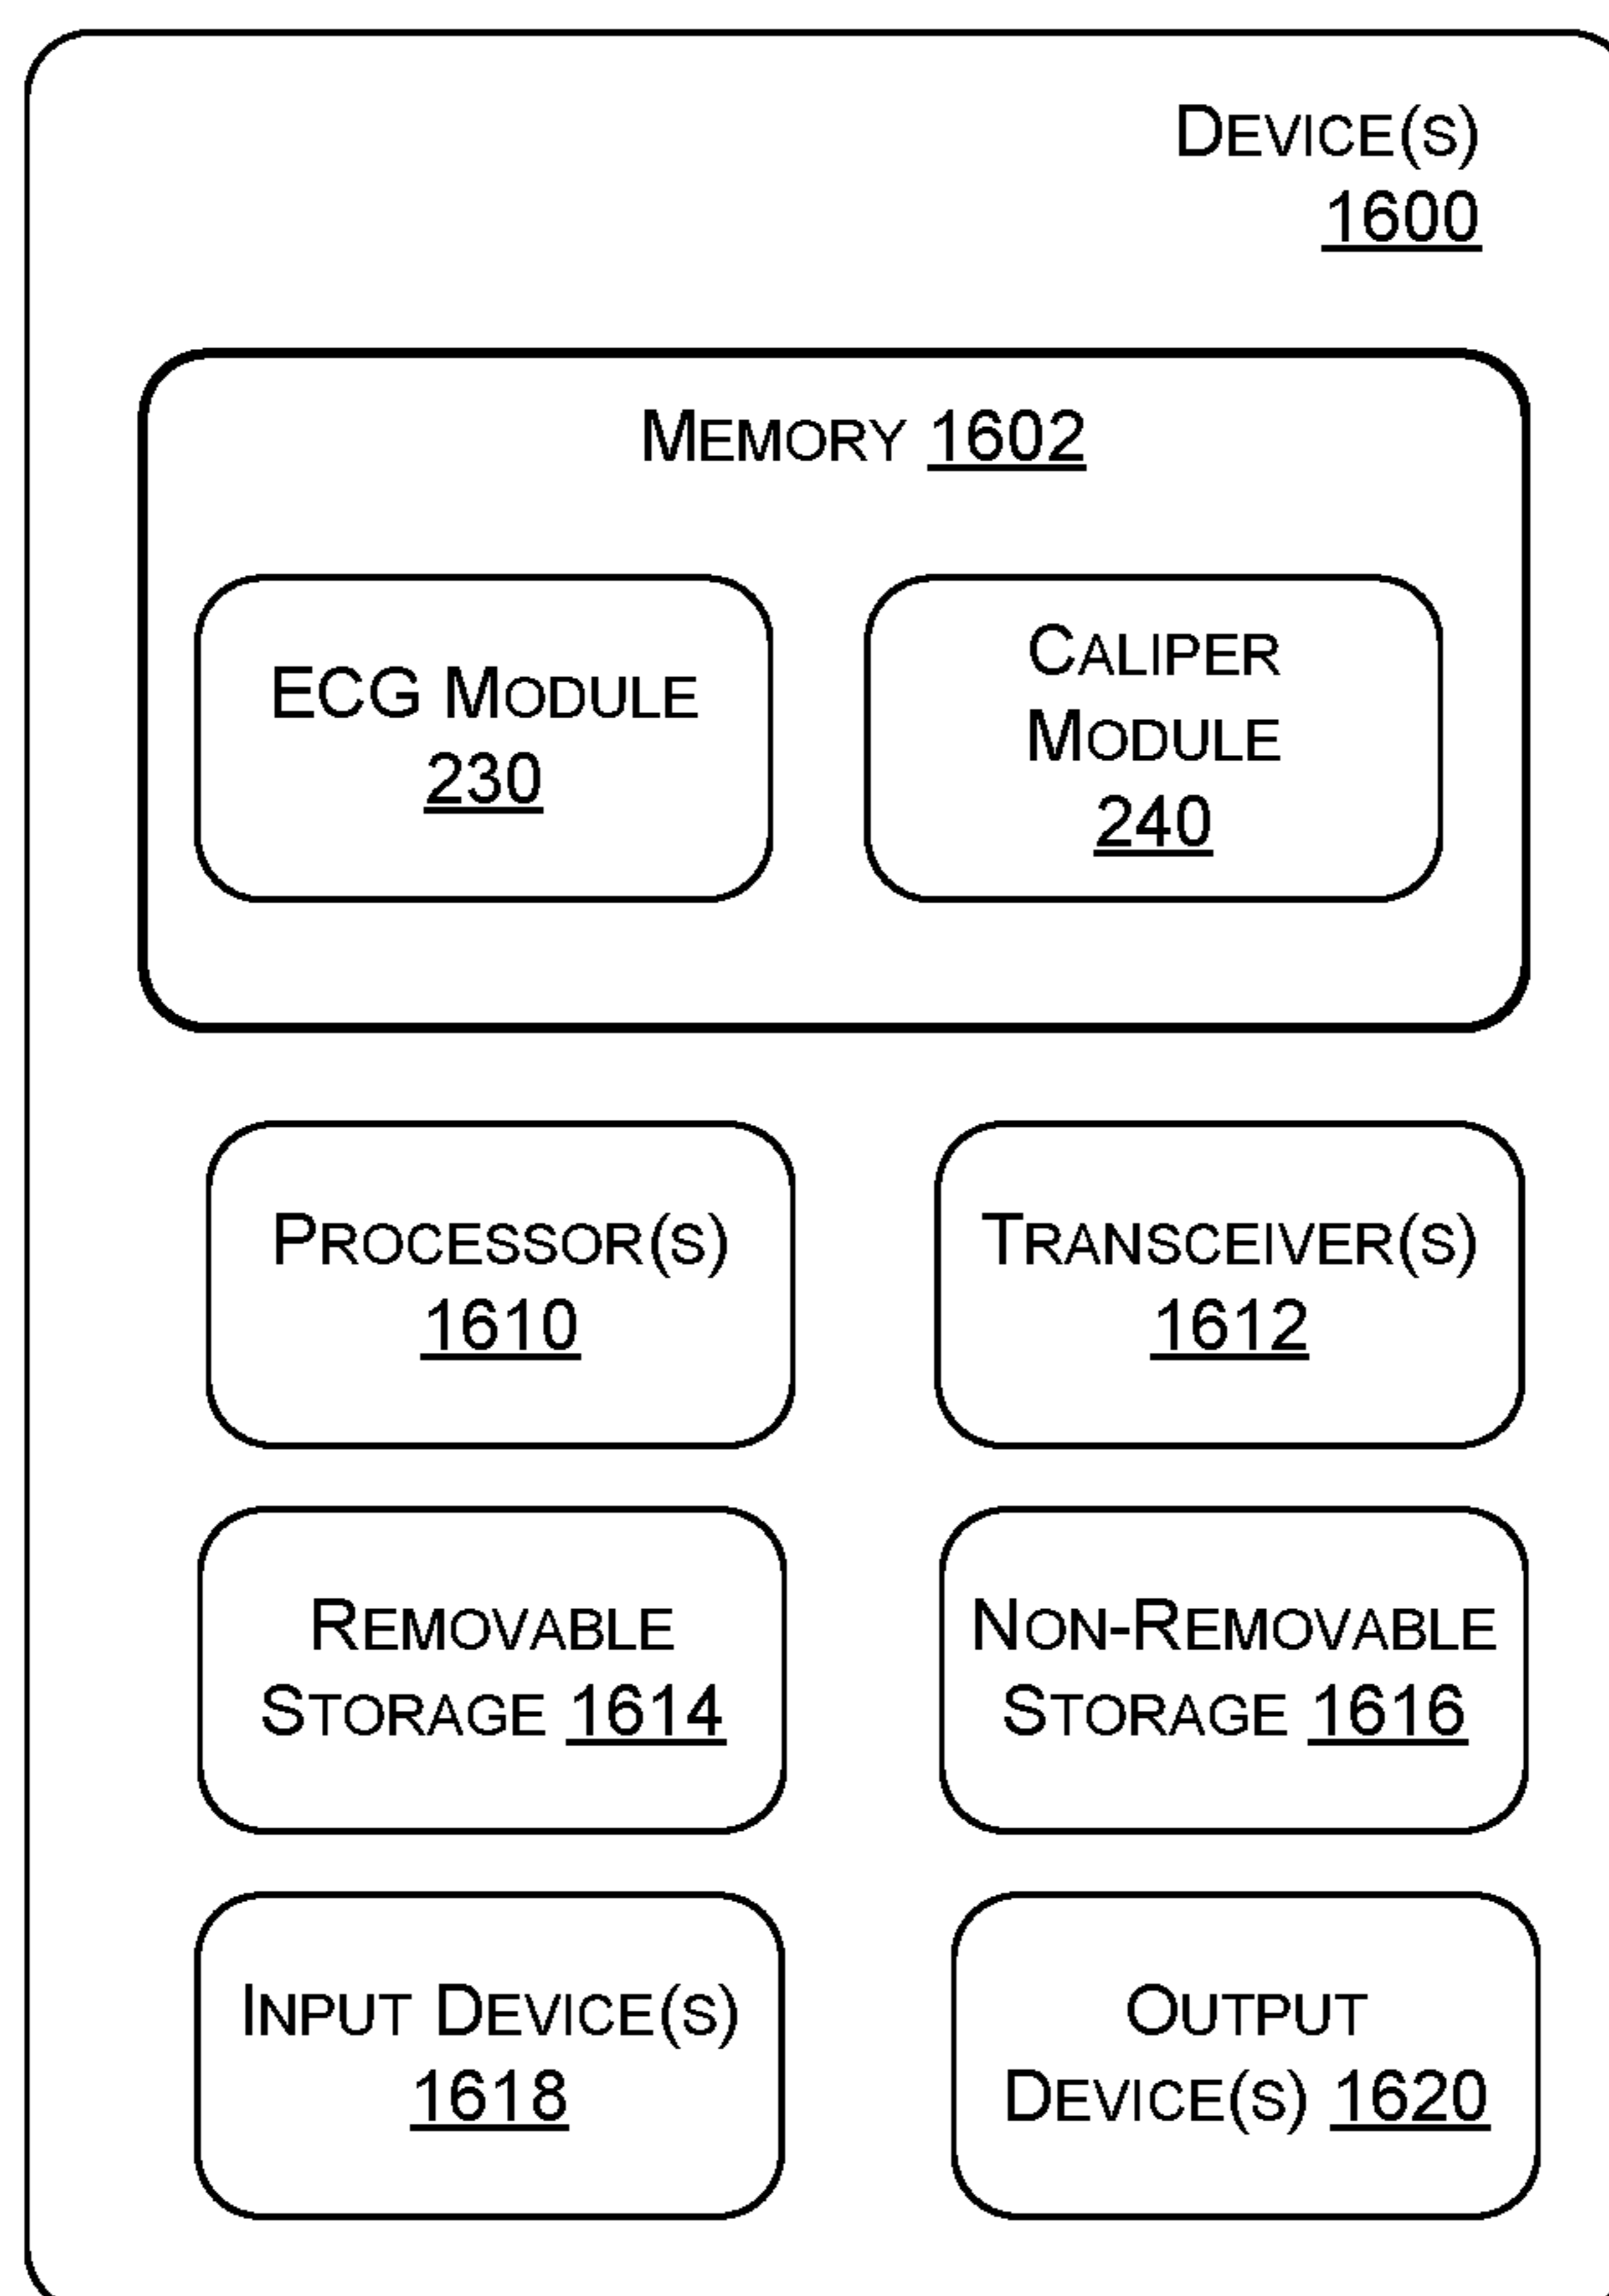 DEVICE(S)
1600
MEMORY 1602
ECG MODULE
230
CALIPER
MODULE
240
PROCESSOR(S)
1610
TRANSCEIVER(S)
1612
REMOVABLE
STORAGE 1614
NON-REMOVABLE
STORAGE 1616
INPUT DEVICE(S)
1618
OUTPUT
DEVICE(S) 1620